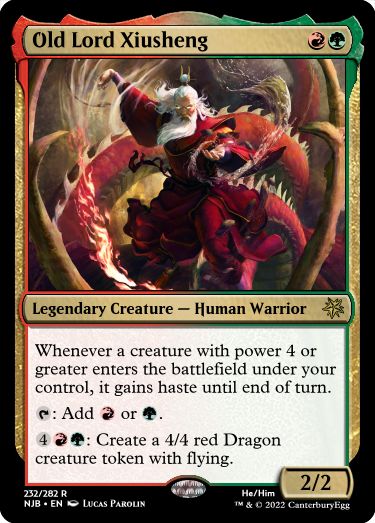 Old Lord Xiusheng
Legendary Creature — Human Warrior
Whenever a creature with power 4 or
greater enters the battlefield under your
control, it gains haste until end of turn.
: Add or .
4 : Create a 4/4 red Dragon
creature token with flying.
2/2
232/282 R He/Him
NJB • EN Lucas Parolin ™ & © 2022 CanterburyEgg